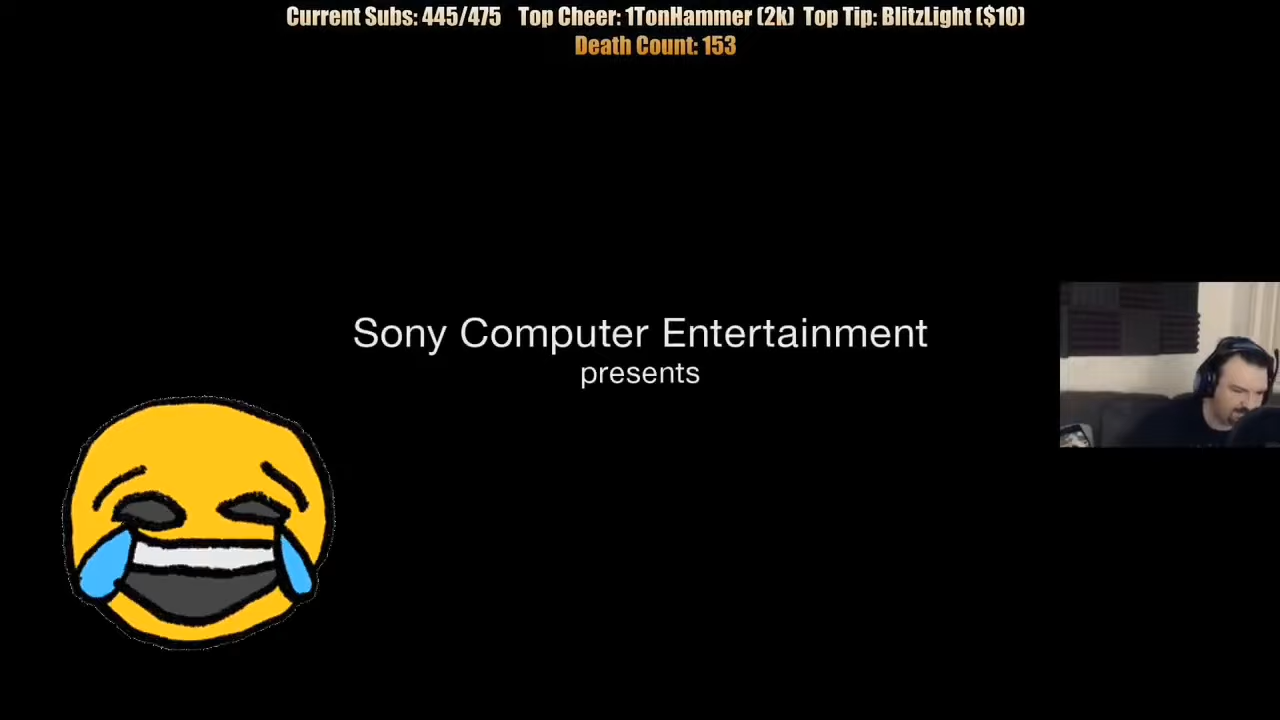 Current Subs: 445/475 Top Cheer: 1TonHammer (2k) Top Tip: BlitzLight ($10)
Death Count: 153
Sony Computer Entertainment
presents